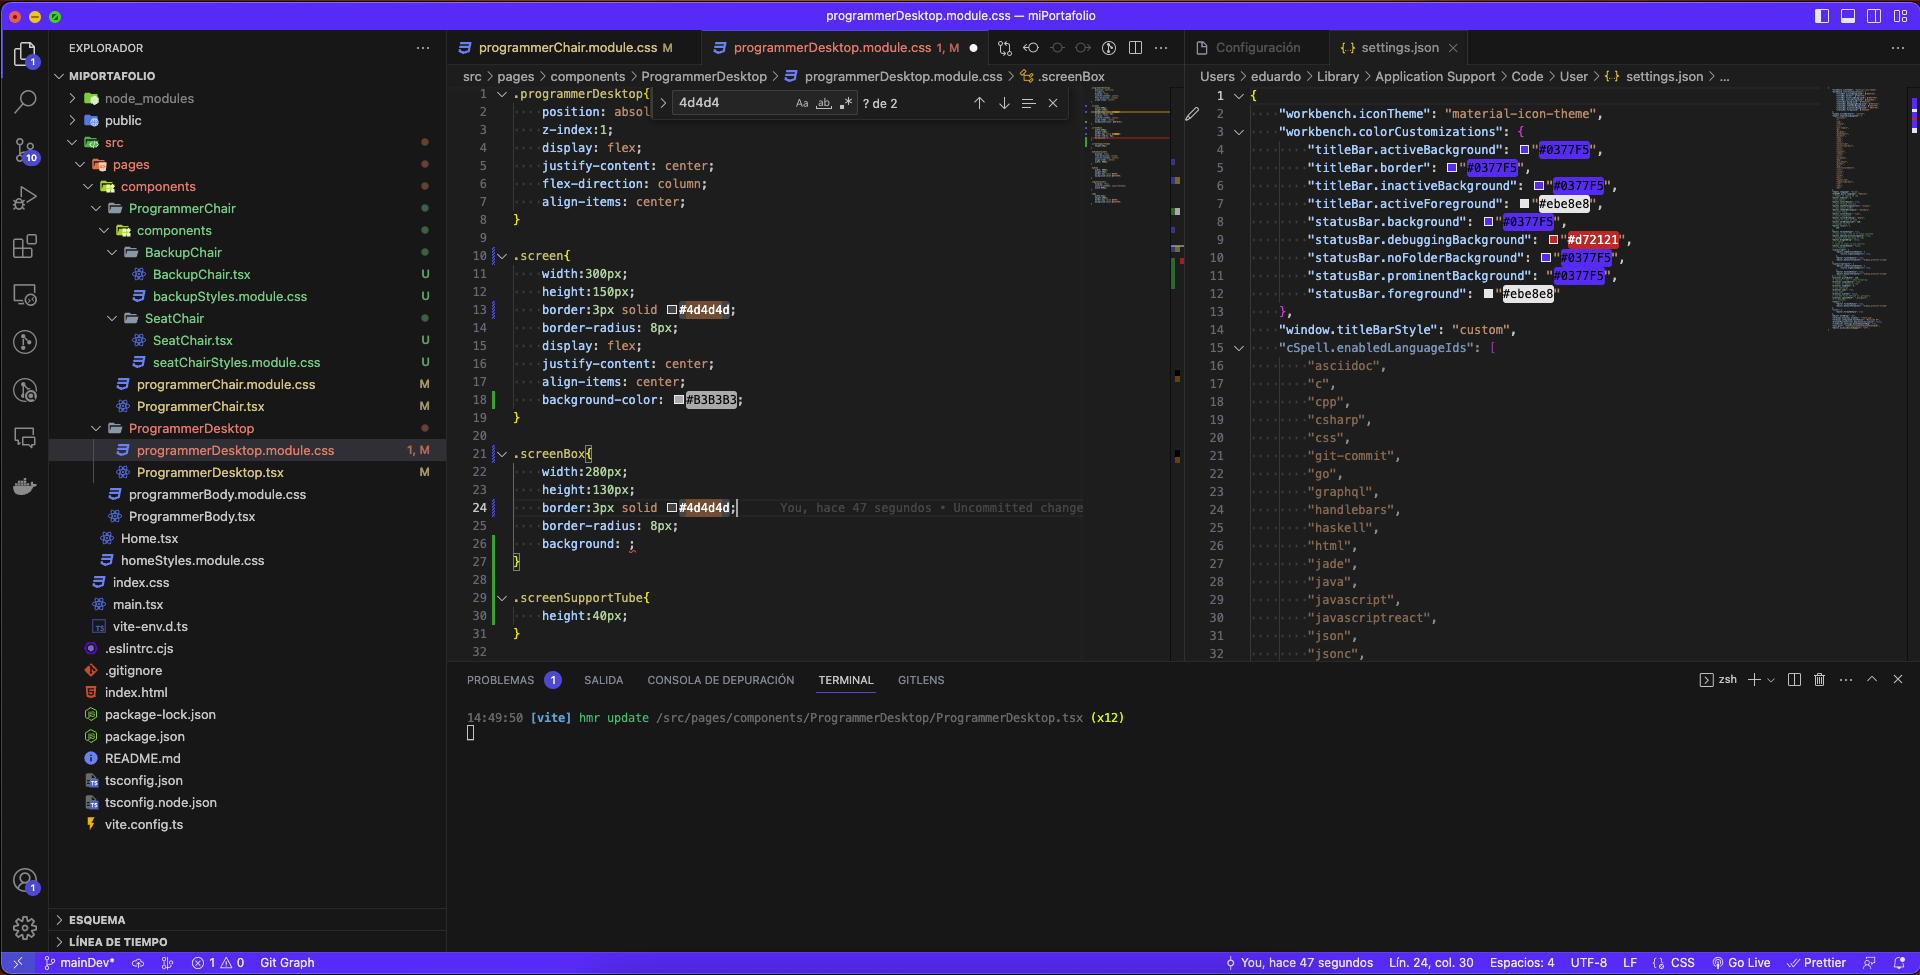 programmerDesktop.module.css — miPortafolio
EXPLORADOR
MIPORTAFOLIO
node_modules
public
src
pages
components
ProgrammerChair
components
BackupChair
BackupChair.tsx U
backupStyles.module.css U
SeatChair
SeatChair.tsx U
seatChairStyles.module.css U
programmerChair.module.css M
ProgrammerChair.tsx M
ProgrammerDesktop
programmerDesktop.module.css 1, M
ProgrammerDesktop.tsx M
programmerBody.module.css
ProgrammerBody.tsx
Home.tsx
homeStyles.module.css
index.css
main.tsx
vite-env.d.ts
.eslintrc.cjs
.gitignore
index.html
package-lock.json
package.json
README.md
tsconfig.json
tsconfig.node.json
vite.config.ts
ESQUEMA
LÍNEA DE TIEMPO
1
10
1
programmerChair.module.css M
programmerDesktop.module.css 1, M
src > pages > components > ProgrammerDesktop > programmerDesktop.module.css > .screenBox
4d4d4 Aa ab .* ? de 2
1 .programmerDesktop{
2 position: absol
3 z-index:1;
4 display: flex;
5 justify-content: center;
6 flex-direction: column;
7 align-items: center;
8 }
9
10 .screen{
11 width:300px;
12 height:150px;
13 border:3px solid #4d4d4d;
14 border-radius: 8px;
15 display: flex;
16 justify-content: center;
17 align-items: center;
18 background-color: #B3B3B3;
19 }
20
21 .screenBox{
22 width:280px;
23 height:130px;
24 border:3px solid #4d4d4d; You, hace 47 segundos • Uncommitted change
25 border-radius: 8px;
26 background: ;
27 }
28
29 .screenSupportTube{
30 height:40px;
31 }
32
Configuración
{.} settings.json
Users > eduardo > Library > Application Support > Code > User > {.} settings.json > ...
1 {
2 "workbench.iconTheme": "material-icon-theme",
3 "workbench.colorCustomizations": {
4 "titleBar.activeBackground": "#0377F5",
5 "titleBar.border": "#0377F5",
6 "titleBar.inactiveBackground": "#0377F5",
7 "titleBar.activeForeground": "#ebe8e8",
8 "statusBar.background": "#0377F5",
9 "statusBar.debuggingBackground": "#d72121",
10 "statusBar.noFolderBackground": "#0377F5",
11 "statusBar.prominentBackground": "#0377F5",
12 "statusBar.foreground": "#ebe8e8"
13 },
14 "window.titleBarStyle": "custom",
15 "cSpell.enabledLanguageIds": [
16 "asciidoc",
17 "c",
18 "cpp",
19 "csharp",
20 "css",
21 "git-commit",
22 "go",
23 "graphql",
24 "handlebars",
25 "haskell",
26 "html",
27 "jade",
28 "java",
29 "javascript",
30 "javascriptreact",
31 "json",
32 "jsonc",
PROBLEMAS 1 SALIDA CONSOLA DE DEPURACIÓN TERMINAL GITLENS
zsh
14:49:50 [vite] hmr update /src/pages/components/ProgrammerDesktop/ProgrammerDesktop.tsx (x12)
mainDev* 1 0 Git Graph
You, hace 47 segundos Lín. 24, col. 30 Espacios: 4 UTF-8 LF CSS Go Live Prettier